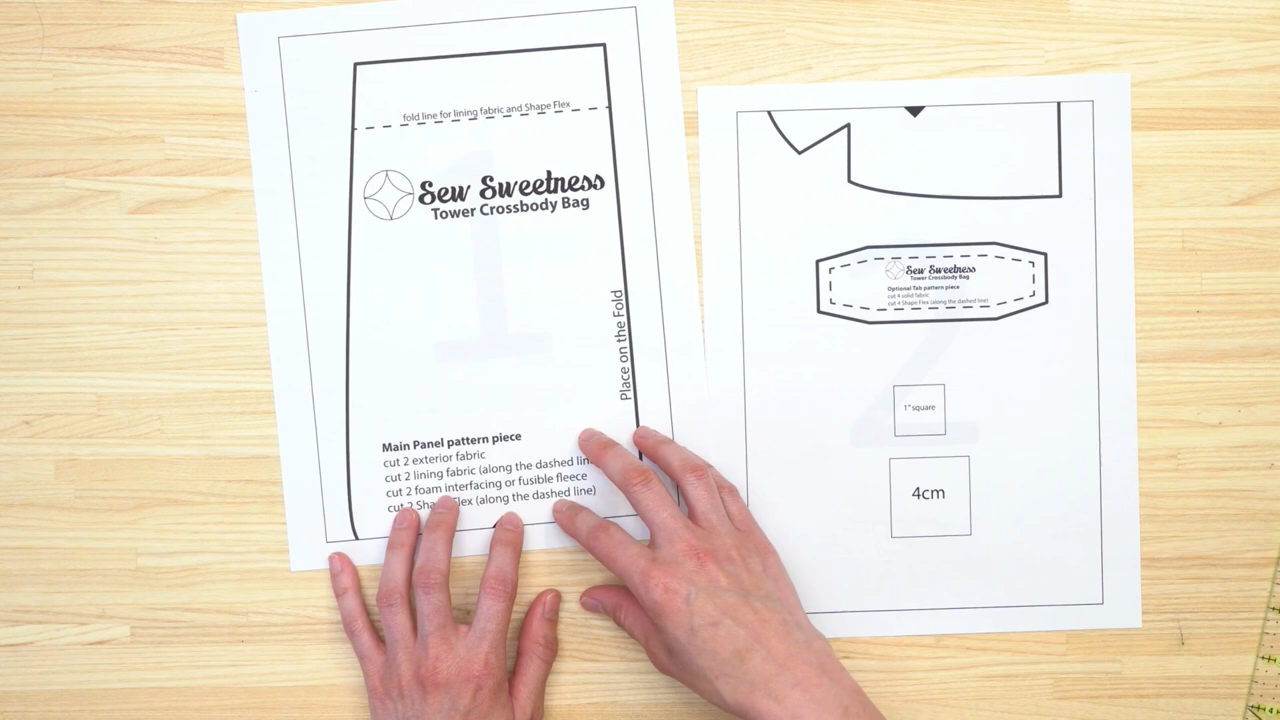 fold line for lining fabric and Shape Flex
Sew Sweetness
Tower Crossbody Bag
1
Place on the Fold
Main Panel pattern piece
cut 2 exterior fabric
cut 2 lining fabric (along the dashed
cut 2 foam interfacing or fusible fleece
cut 2 Shape Flex (along the dashed line)
Sew Sweetness
Tower Crossbody Bag
Optional Tab pattern piece
cut 4 solid fabric
cut 4 Shape Flex (along the dashed line)
2
1" square
4cm